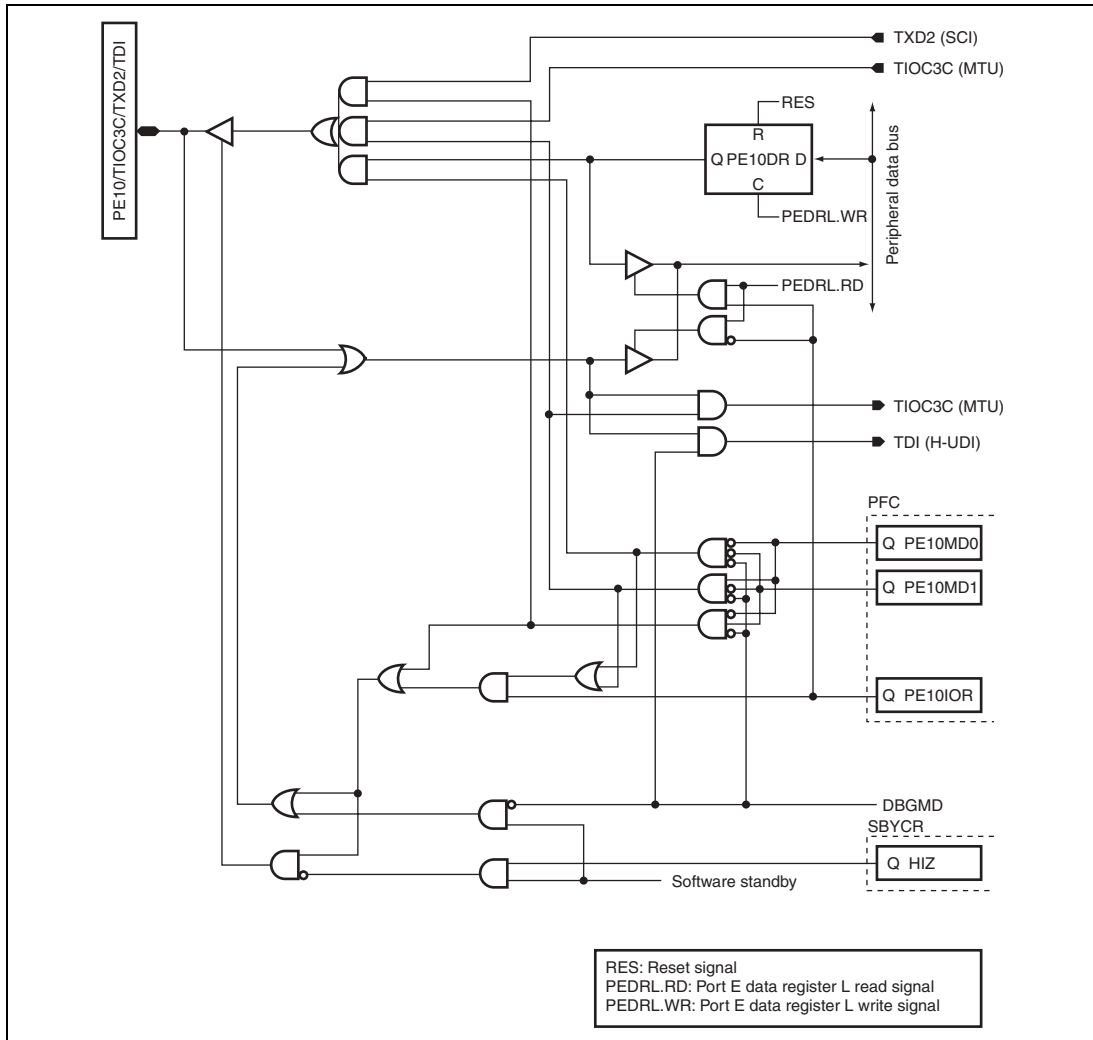 TXD2 (SCI)
TIOC3C (MTU)
PE10/TIOC3C/TXD2/TDI
RES
R
Q PE10DR D
C
PEDRL.WR
Peripheral data bus
PEDRL.RD
TIOC3C (MTU)
TDI (H-UDI)
PFC
Q PE10MD0
Q PE10MD1
Q PE10IOR
DBGMD
SBYCR
Q HIZ
Software standby
RES: Reset signal
PEDRL.RD: Port E data register L read signal
PEDRL.WR: Port E data register L write signal